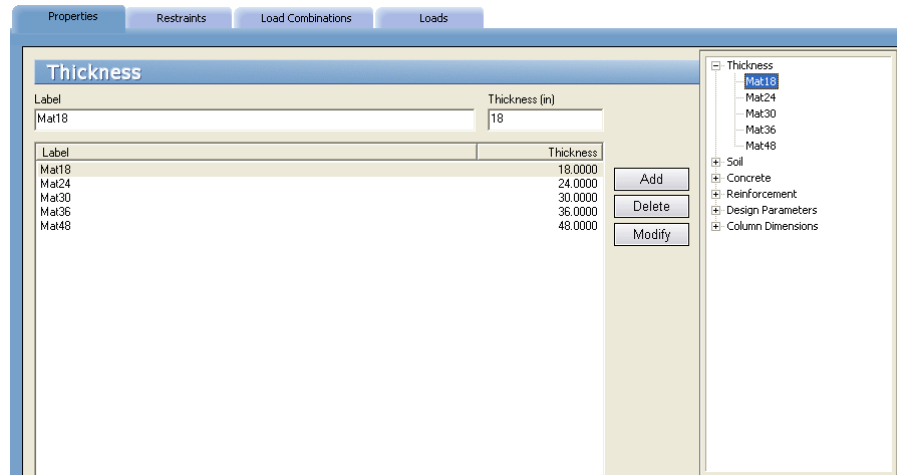 Properties Restraints Load Combinations Loads
Thickness
Label Thickness (in)
Mat18 18
Label Thickness
Mat18 18.0000
Mat24 24.0000
Mat30 30.0000
Mat36 36.0000
Mat48 48.0000
Add
Delete
Modify
Thickness
Mat18
Mat24
Mat30
Mat36
Mat48
Soil
Concrete
Reinforcement
Design Parameters
Column Dimensions